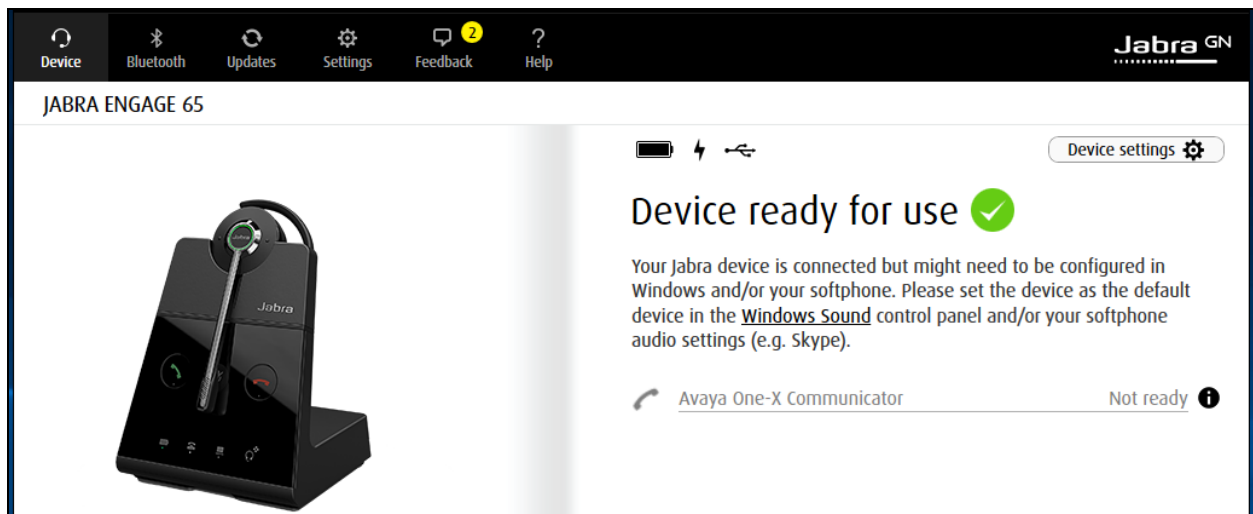 Device
Bluetooth
Updates
Settings
Feedback
2
Help
Jabra GN
JABRA ENGAGE 65
Device settings
Device ready for use
Your Jabra device is connected but might need to be configured in
Windows and/or your softphone. Please set the device as the default
device in the Windows Sound control panel and/or your softphone
audio settings (e.g. Skype).
Avaya One-X Communicator Not ready
Jabra
Jabra